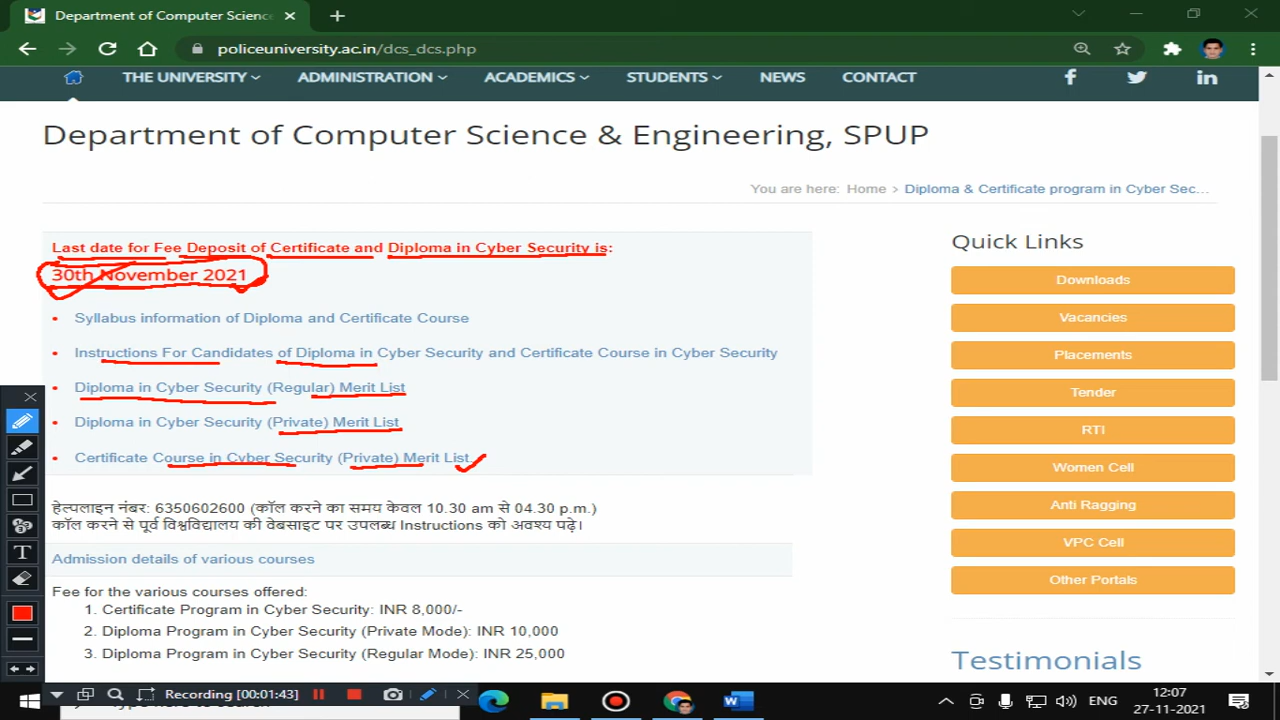 Department of Computer Science
policeuniversity.ac.in/dcs_dcs.php
THE UNIVERSITY
ADMINISTRATION
ACADEMICS
STUDENTS
NEWS
CONTACT
Department of Computer Science & Engineering, SPUP
You are here: Home > Diploma & Certificate program in Cyber Sec...
Last date for Fee Deposit of Certificate and Diploma in Cyber Security is:
30th November 2021
Syllabus information of Diploma and Certificate Course
Instructions For Candidates of Diploma in Cyber Security and Certificate Course in Cyber Security
Diploma in Cyber Security (Regular) Merit List
Diploma in Cyber Security (Private) Merit List
Certificate Course in Cyber Security (Private) Merit List
हेल्पलाइन नंबर: 6350602600 (कॉल करने का समय केवल 10.30 am से 04.30 p.m.)
कॉल करने से पूर्व विश्वविद्यालय की वेबसाइट पर उपलब्ध Instructions को अवश्य पढ़े।
Admission details of various courses
Fee for the various courses offered:
1. Certificate Program in Cyber Security: INR 8,000/-
2. Diploma Program in Cyber Security (Private Mode): INR 10,000
3. Diploma Program in Cyber Security (Regular Mode): INR 25,000
Quick Links
Downloads
Vacancies
Placements
Tender
RTI
Women Cell
Anti Ragging
VPC Cell
Other Portals
Testimonials
T
Recording [00:01:43]
Type here to search
ENG
12:07
27-11-2021